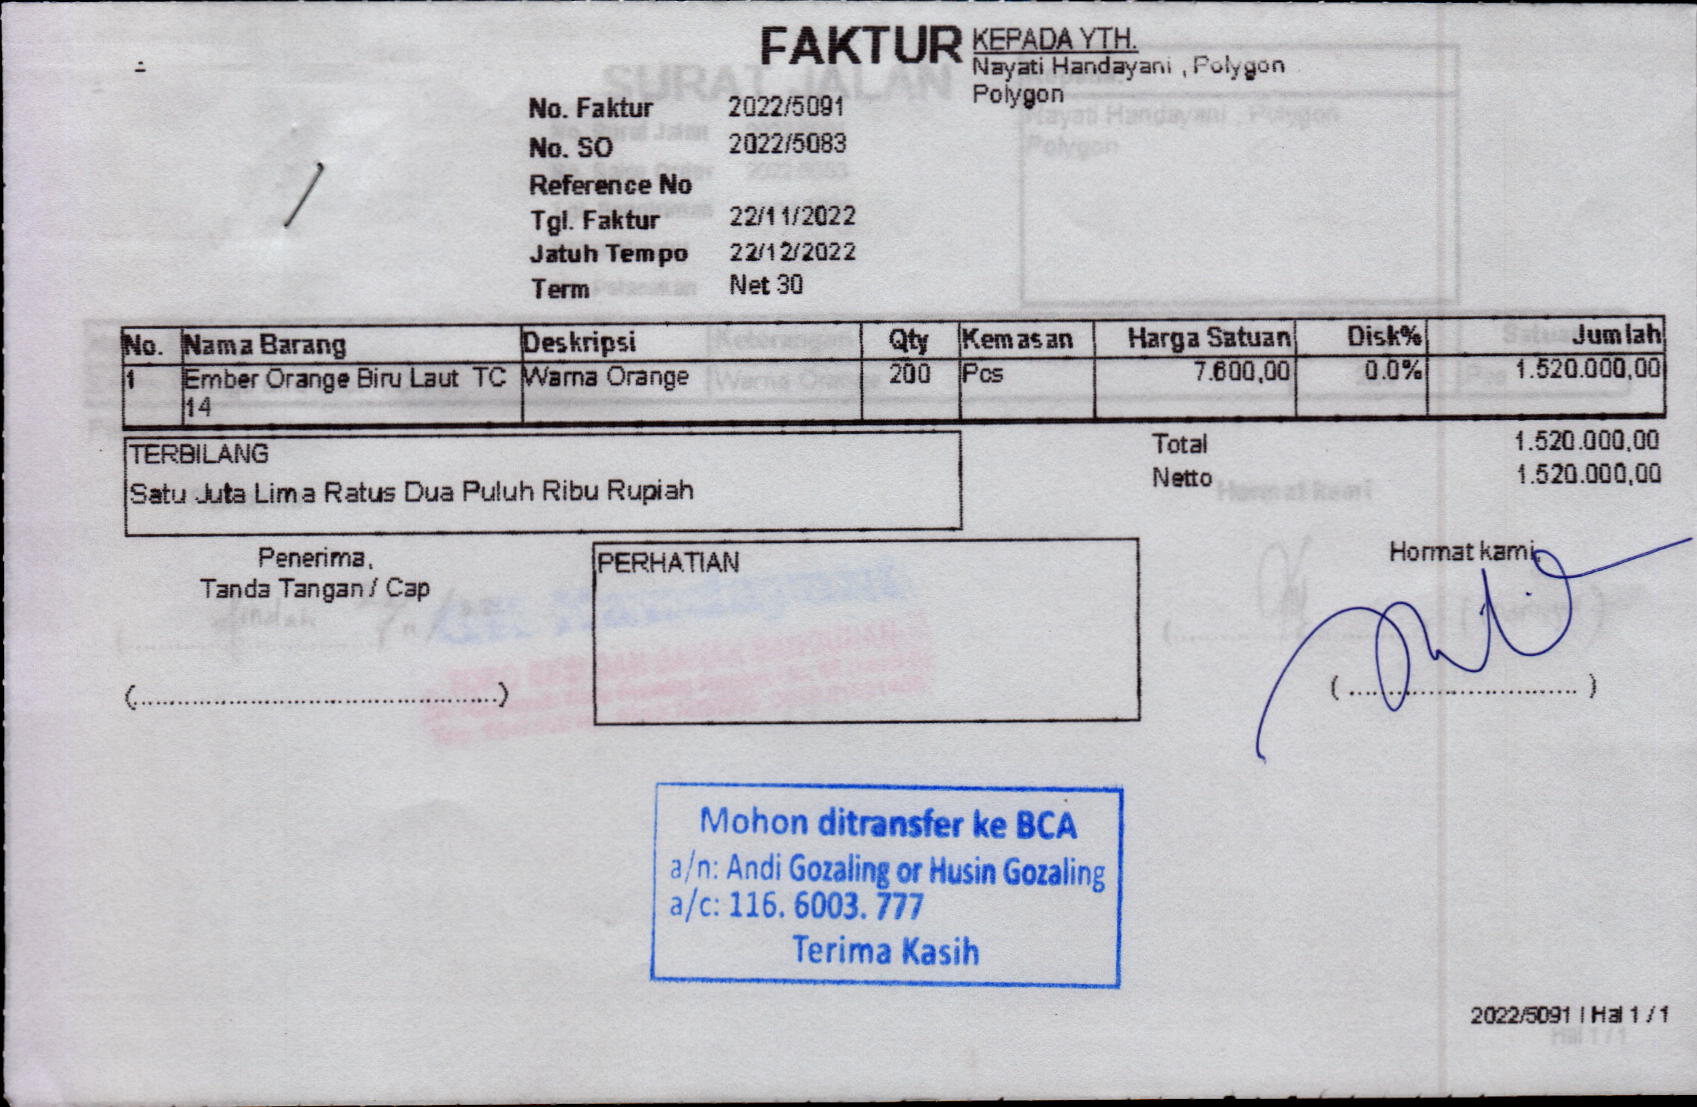 FAKTUR
KEPADA YTH.
Nayati Handayani , Polygon
Polygon
No. Faktur 2022/5091
No. SO 2022/5083
Reference No
Tgl. Faktur 22/11/2022
Jatuh Tempo 22/12/2022
Term Net 30
No. Nama Barang Deskripsi Qty Kemasan Harga Satuan Disk% Jumlah
1 Ember Orange Biru Laut TC Warna Orange 200 Pcs 7.600,00 0.0% 1.520.000,00
14
TERBILANG
Satu Juta Lima Ratus Dua Puluh Ribu Rupiah
Total 1.520.000,00
Netto 1.520.000,00
Penerima,
Tanda Tangan / Cap
(............................................)
PERHATIAN
Hormat kami,
( ............................ )
Mohon ditransfer ke BCA
a/n: Andi Gozaling or Husin Gozaling
a/c: 116. 6003. 777
Terima Kasih
2022/5091 | Hal 1 / 1